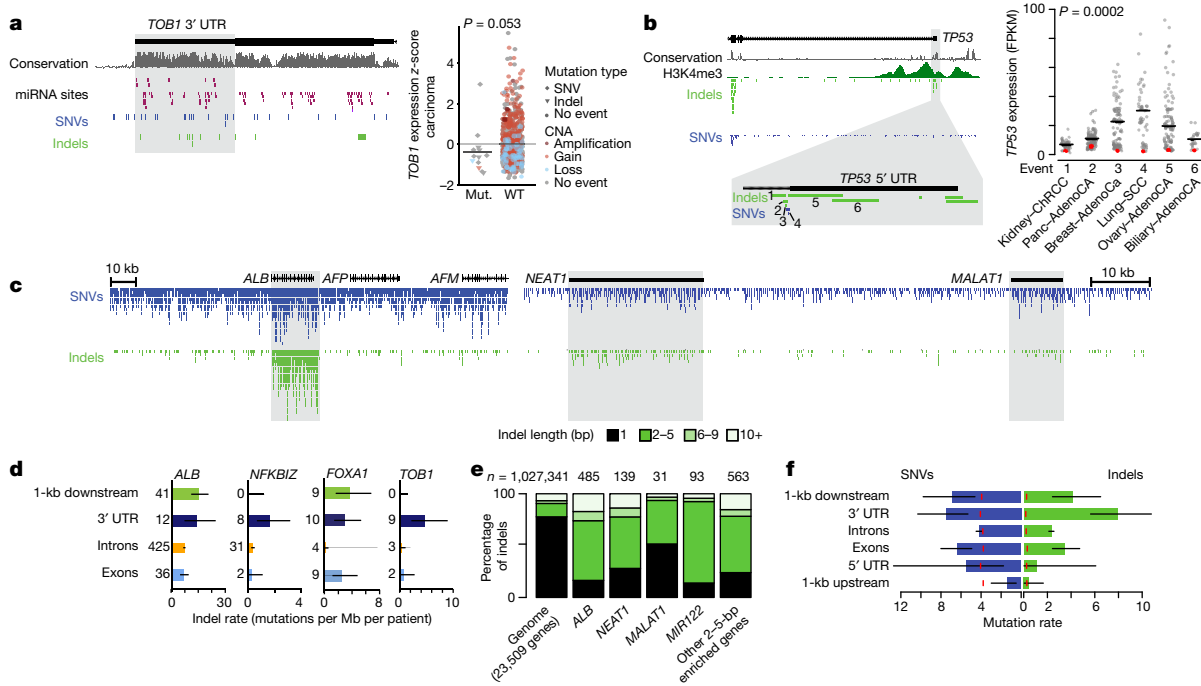 a
TOB1 3′ UTR
Conservation
miRNA sites
SNVs
Indels
P = 0.053
TOB1 expression z-score
carcinoma
4
2
0
−2
Mut.
WT
Mutation type
SNV
Indel
No event
CNA
Amplification
Gain
Loss
No event
b
TP53
Conservation
H3K4me3
Indels
SNVs
TP53 5′ UTR
Indels
1
5
6
2
SNVs
3
4
P = 0.0002
TP53 expression (FPKM)
100
0
Event
1 2 3 4 5 6
Kidney–ChRCC
Panc–AdenoCA
Breast–AdenoCa
Lung–SCC
Ovary–AdenoCA
Biliary–AdenoCA
c
10 kb
ALB
AFP
AFM
NEAT1
MALAT1
10 kb
SNVs
Indels
Indel length (bp)
1
2–5
6–9
10+
d
ALB
NFKBIZ
FOXA1
TOB1
1-kb downstream
41
0
9
0
3′ UTR
12
8
10
9
Introns
425
31
4
3
Exons
36
2
9
2
0 30
0 4
0 8
0 10
Indel rate (mutations per Mb per patient)
e
n = 1,027,341 485 139 31 93 563
100
0
Percentage
of indels
Genome
(23,509 genes)
ALB
NEAT1
MALAT1
MIR122
Other 2–5-bp
enriched genes
f
SNVs
Indels
1-kb downstream
3′ UTR
Introns
Exons
5′ UTR
1-kb upstream
12 8 4 0 2 6 10
Mutation rate